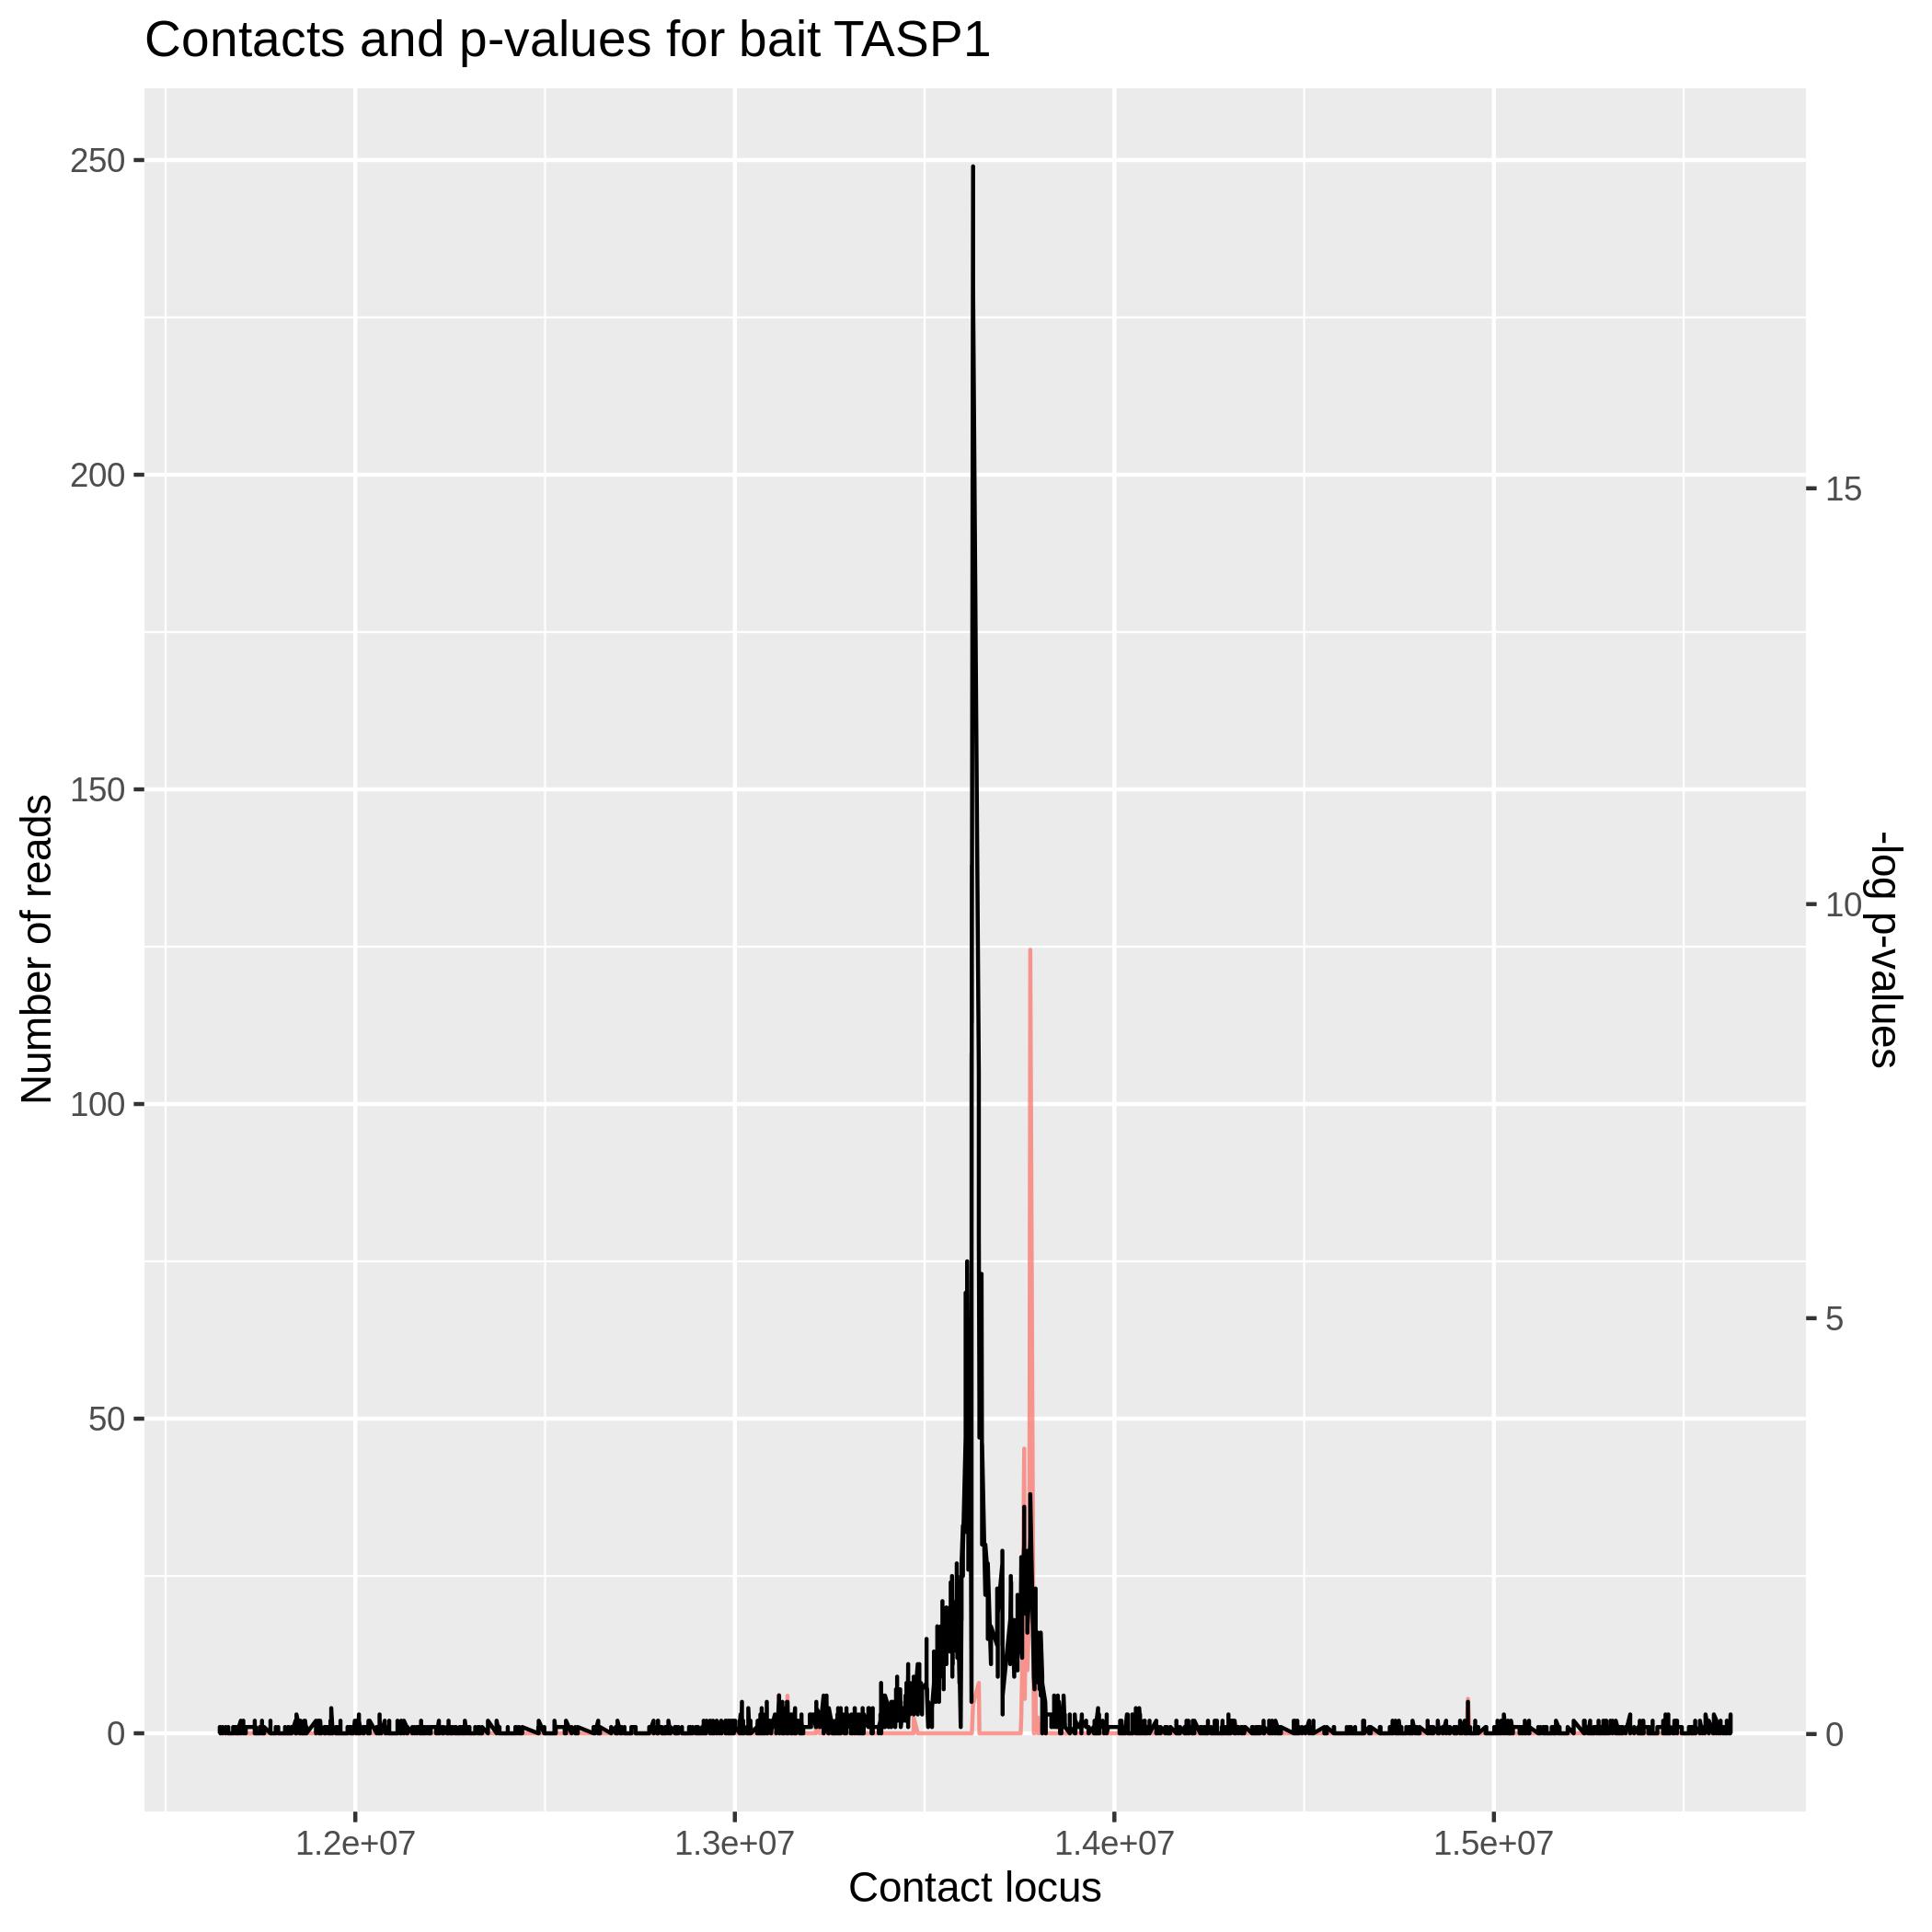 Contacts and p-values for bait TASP1
Number of reads
250
200
150
100
50
0
15
10
5
0
-log p-values
1.2e+07 1.3e+07 1.4e+07 1.5e+07
Contact locus